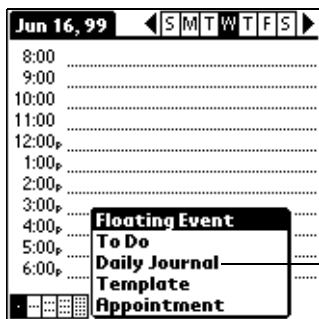 Jun 16, 99 S M T W T F S
8:00
9:00
10:00
11:00
12:00p
1:00p
2:00p
3:00p
4:00p
5:00p
6:00p
Floating Event
To Do
Daily Journal
Template
Appointment